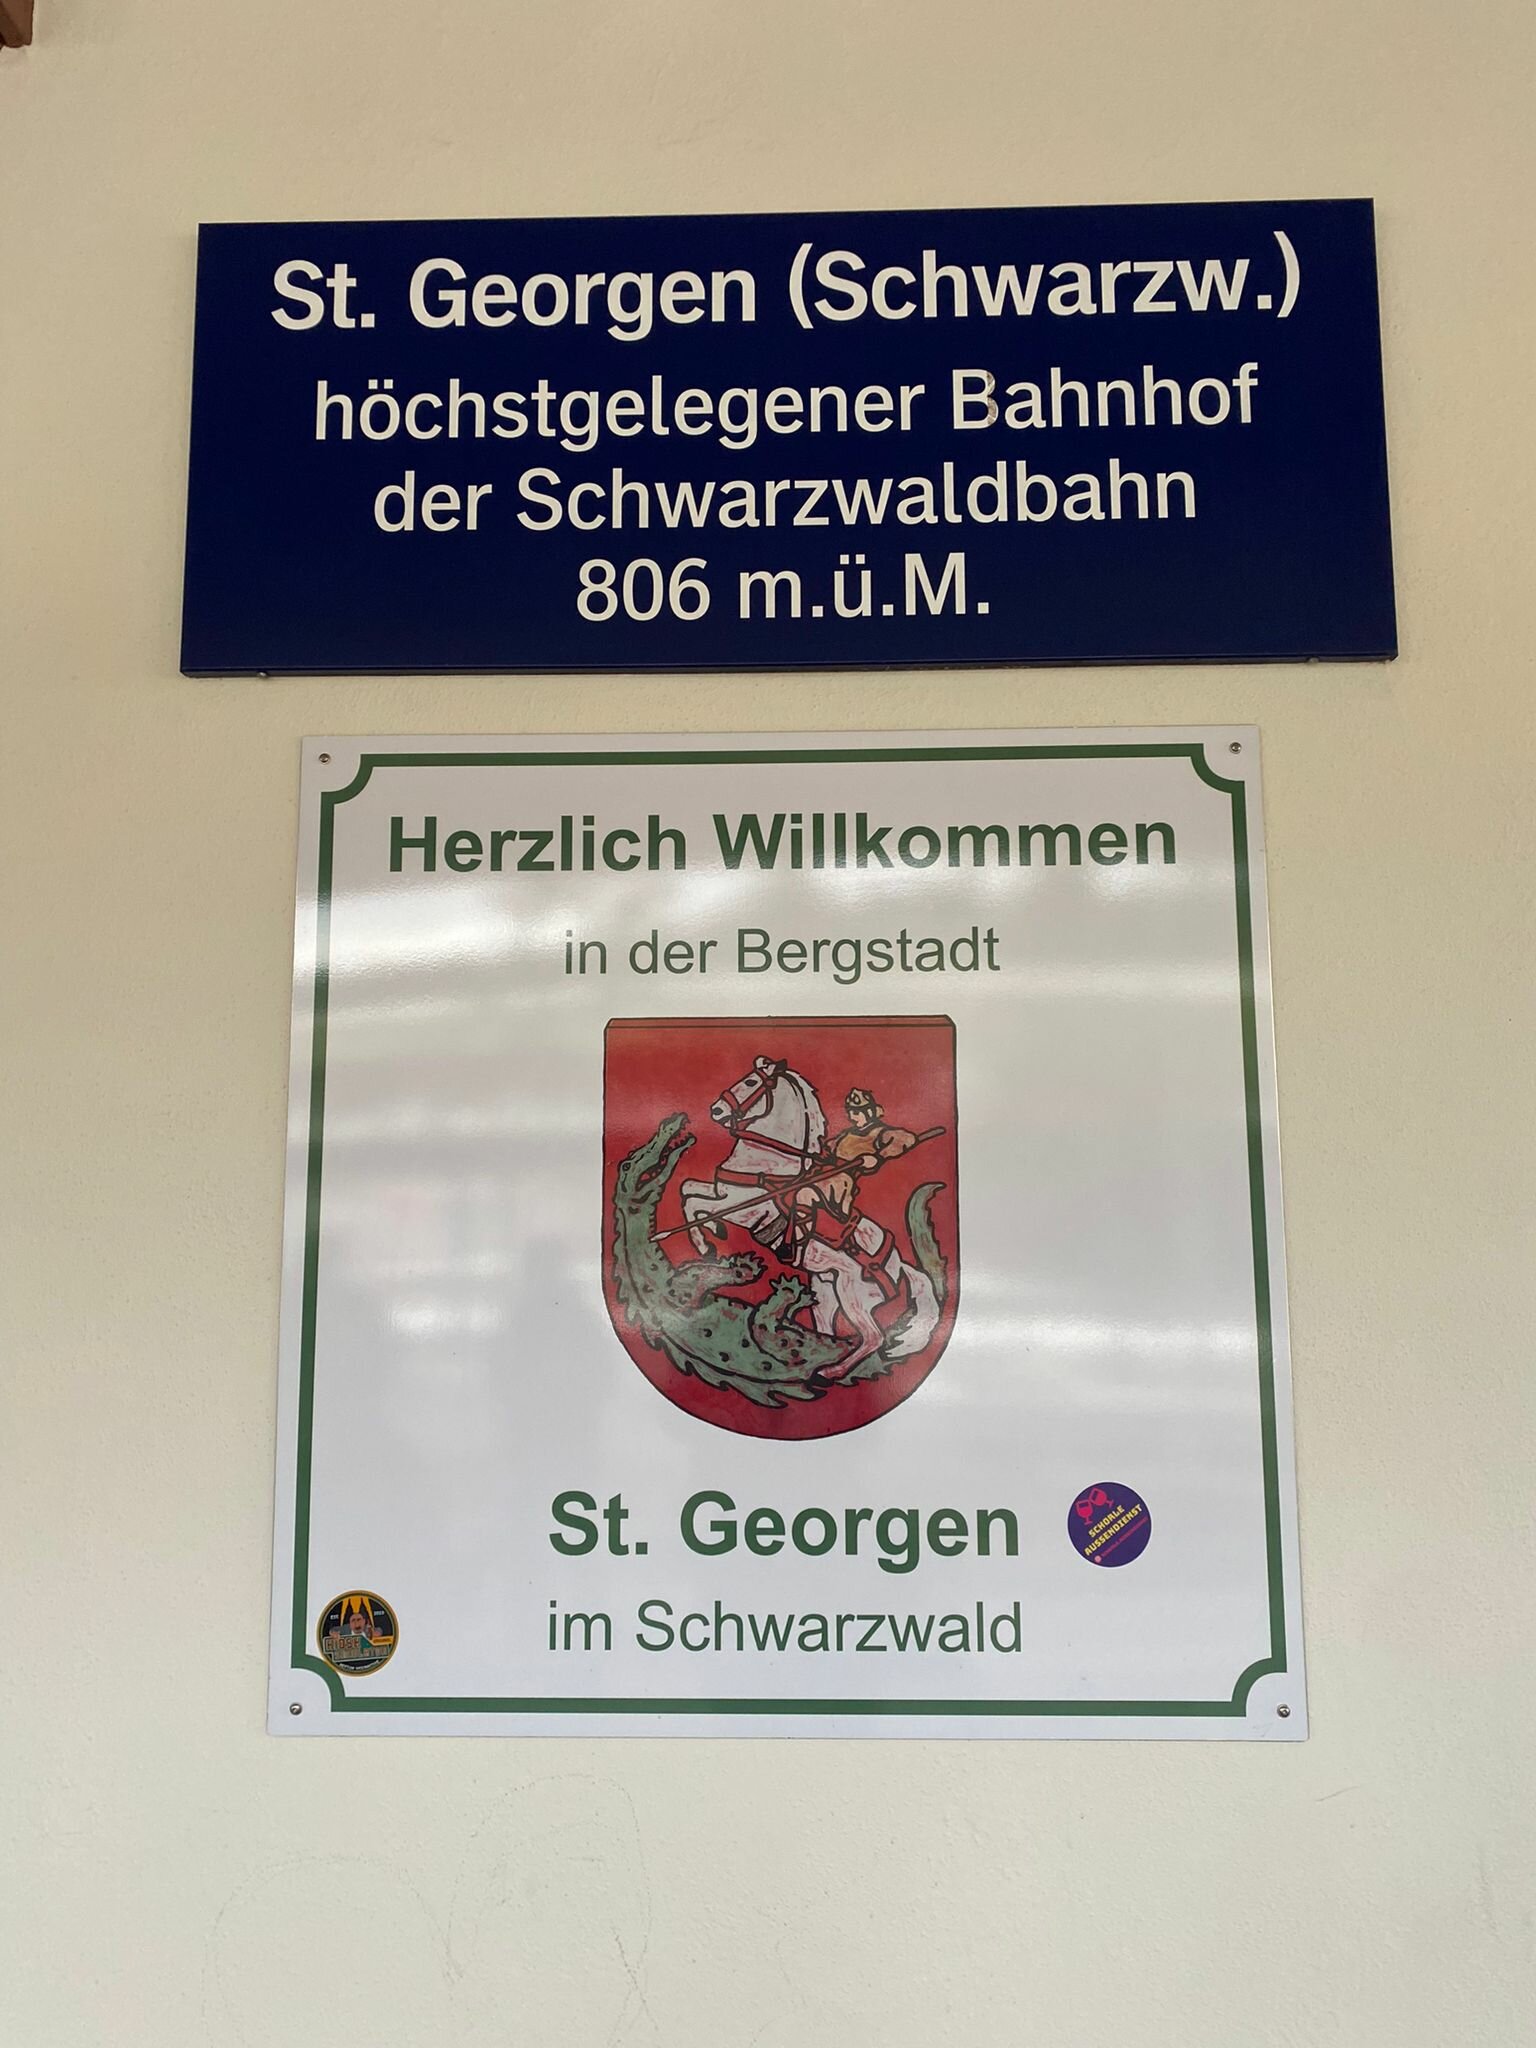 St. Georgen (Schwarzw.)
höchstgelegener Bahnhof
der Schwarzwaldbahn
806 m.ü.M.
Herzlich Willkommen
in der Bergstadt
St. Georgen
im Schwarzwald
SCHORLE
AUSSENDIENST